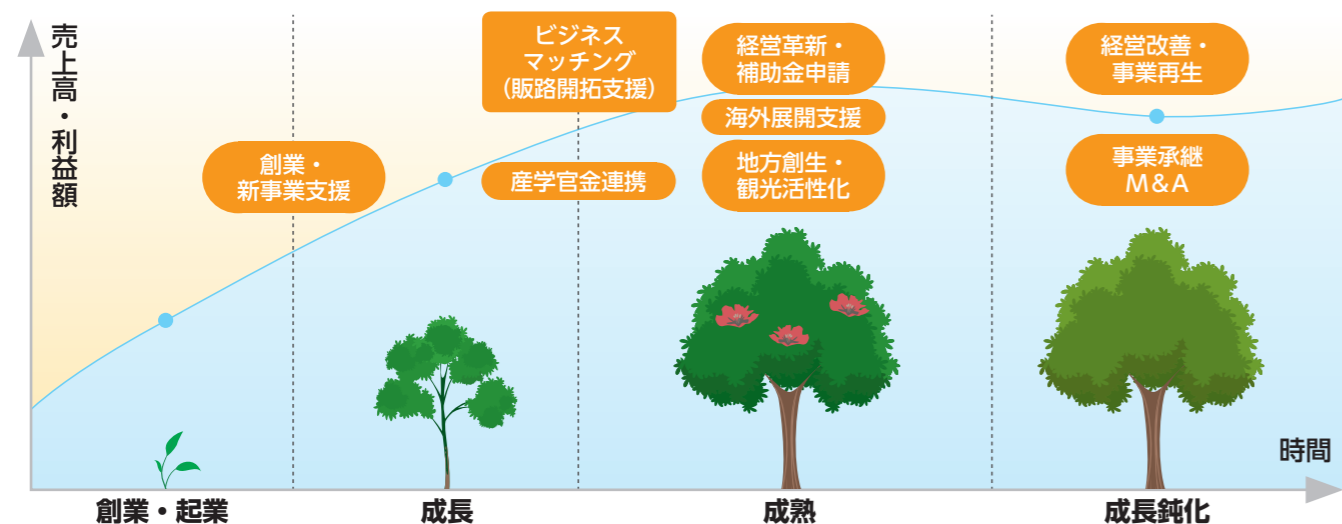 売上高・利益額
創業・
新事業支援
ビジネス
マッチング
(販路開拓支援)
産学官金連携
経営革新・
補助金申請
海外展開支援
地方創生・
観光活性化
経営改善・
事業再生
事業承継
M&A
時間
創業・起業
成長
成熟
成長鈍化